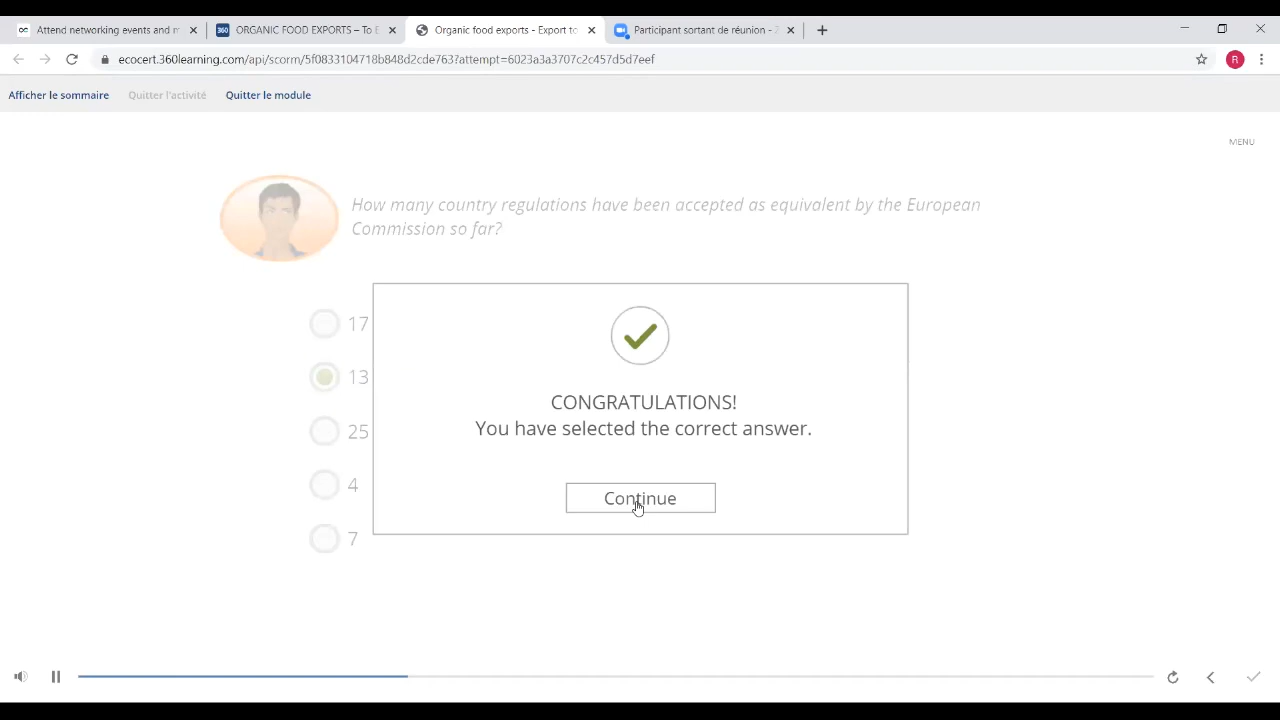 Attend networking events and m
360 ORGANIC FOOD EXPORTS – To E
Organic food exports - Export to
Participant sortant de réunion - Z
ecocert.360learning.com/api/scorm/5f0833104718b848d2cde763?attempt=6023aa3707c2c457d5d7eef
R
Afficher le sommaire
Quitter l'activité
Quitter le module
MENU
How many country regulations have been accepted as equivalent by the European
Commission so far?
17
13
25
4
7
CONGRATULATIONS!
You have selected the correct answer.
Continue